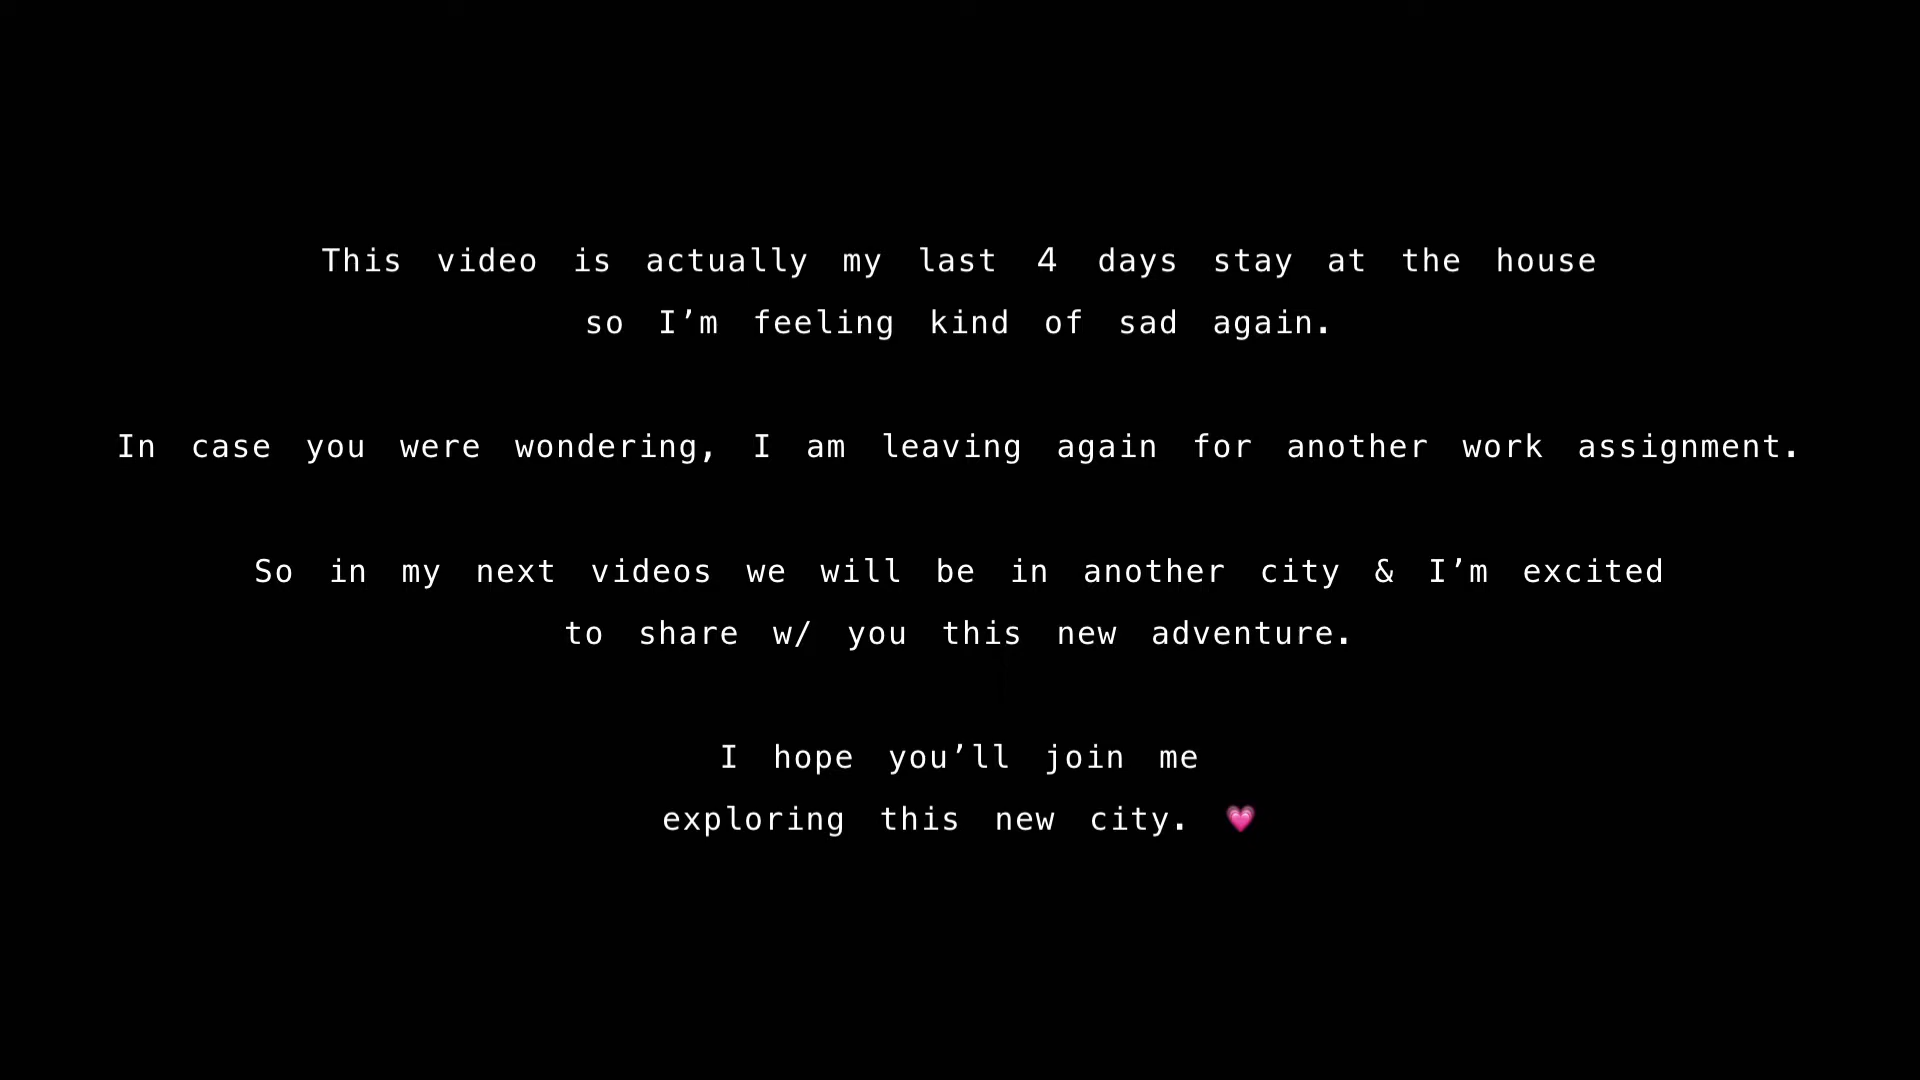 This video is actually my last 4 days stay at the house
so I’m feeling kind of sad again.
In case you were wondering, I am leaving again for another work assignment.
So in my next videos we will be in another city & I’m excited
to share w/ you this new adventure.
I hope you’ll join me
exploring this new city. 💗